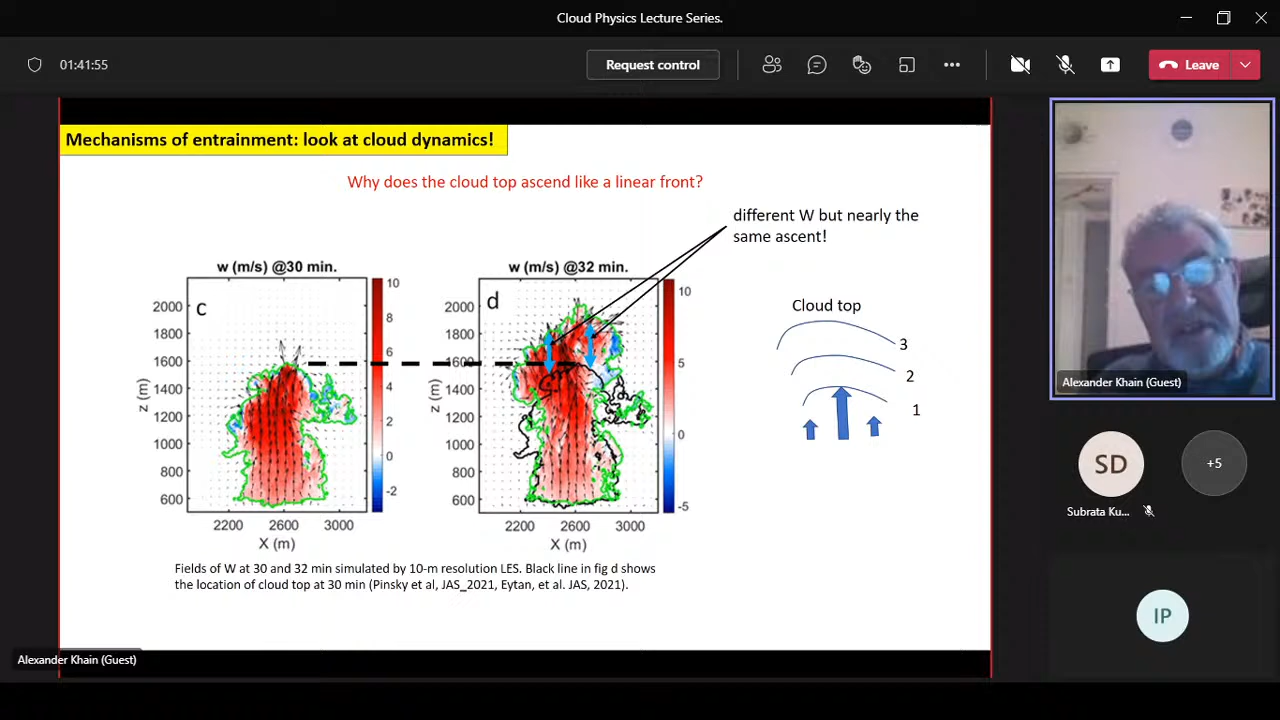 Cloud Physics Lecture Series.
01:41:55
Request control
Leave
Mechanisms of entrainment: look at cloud dynamics!
Why does the cloud top ascend like a linear front?
different W but nearly the
same ascent!
w (m/s) @30 min.
c
2000
1800
1600
1400
1200
1000
800
600
z (m)
2200 2600 3000
X (m)
10
8
6
4
2
0
-2
w (m/s) @32 min.
d
2000
1800
1600
1400
1200
1000
800
600
z (m)
2200 2600 3000
X (m)
10
5
0
-5
Cloud top
3
2
1
Fields of W at 30 and 32 min simulated by 10-m resolution LES. Black line in fig d shows
the location of cloud top at 30 min (Pinsky et al, JAS_2021, Eytan, et al. JAS, 2021).
Alexander Khain (Guest)
Alexander Khain (Guest)
SD
Subrata Ku...
+5
IP